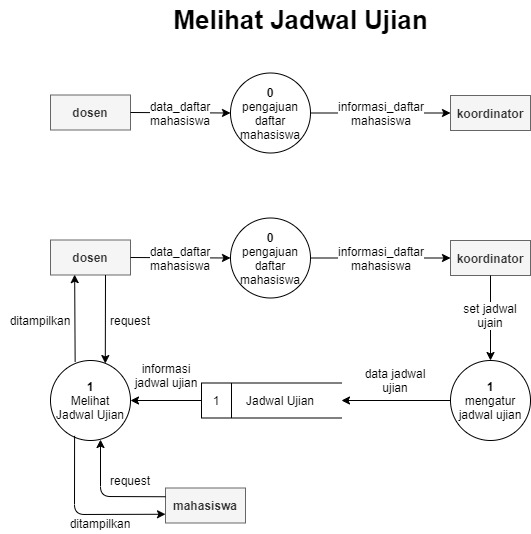 Melihat Jadwal Ujian
dosen
data_daftar
mahasiswa
0
pengajuan
daftar
mahasiswa
informasi_daftar
mahasiswa
koordinator
dosen
data_daftar
mahasiswa
0
pengajuan
daftar
mahasiswa
informasi_daftar
mahasiswa
koordinator
ditampilkan
request
set jadwal
ujain
1
Melihat
Jadwal Ujian
informasi
jadwal ujian
1
Jadwal Ujian
data jadwal
ujian
1
mengatur
jadwal ujian
request
mahasiswa
ditampilkan